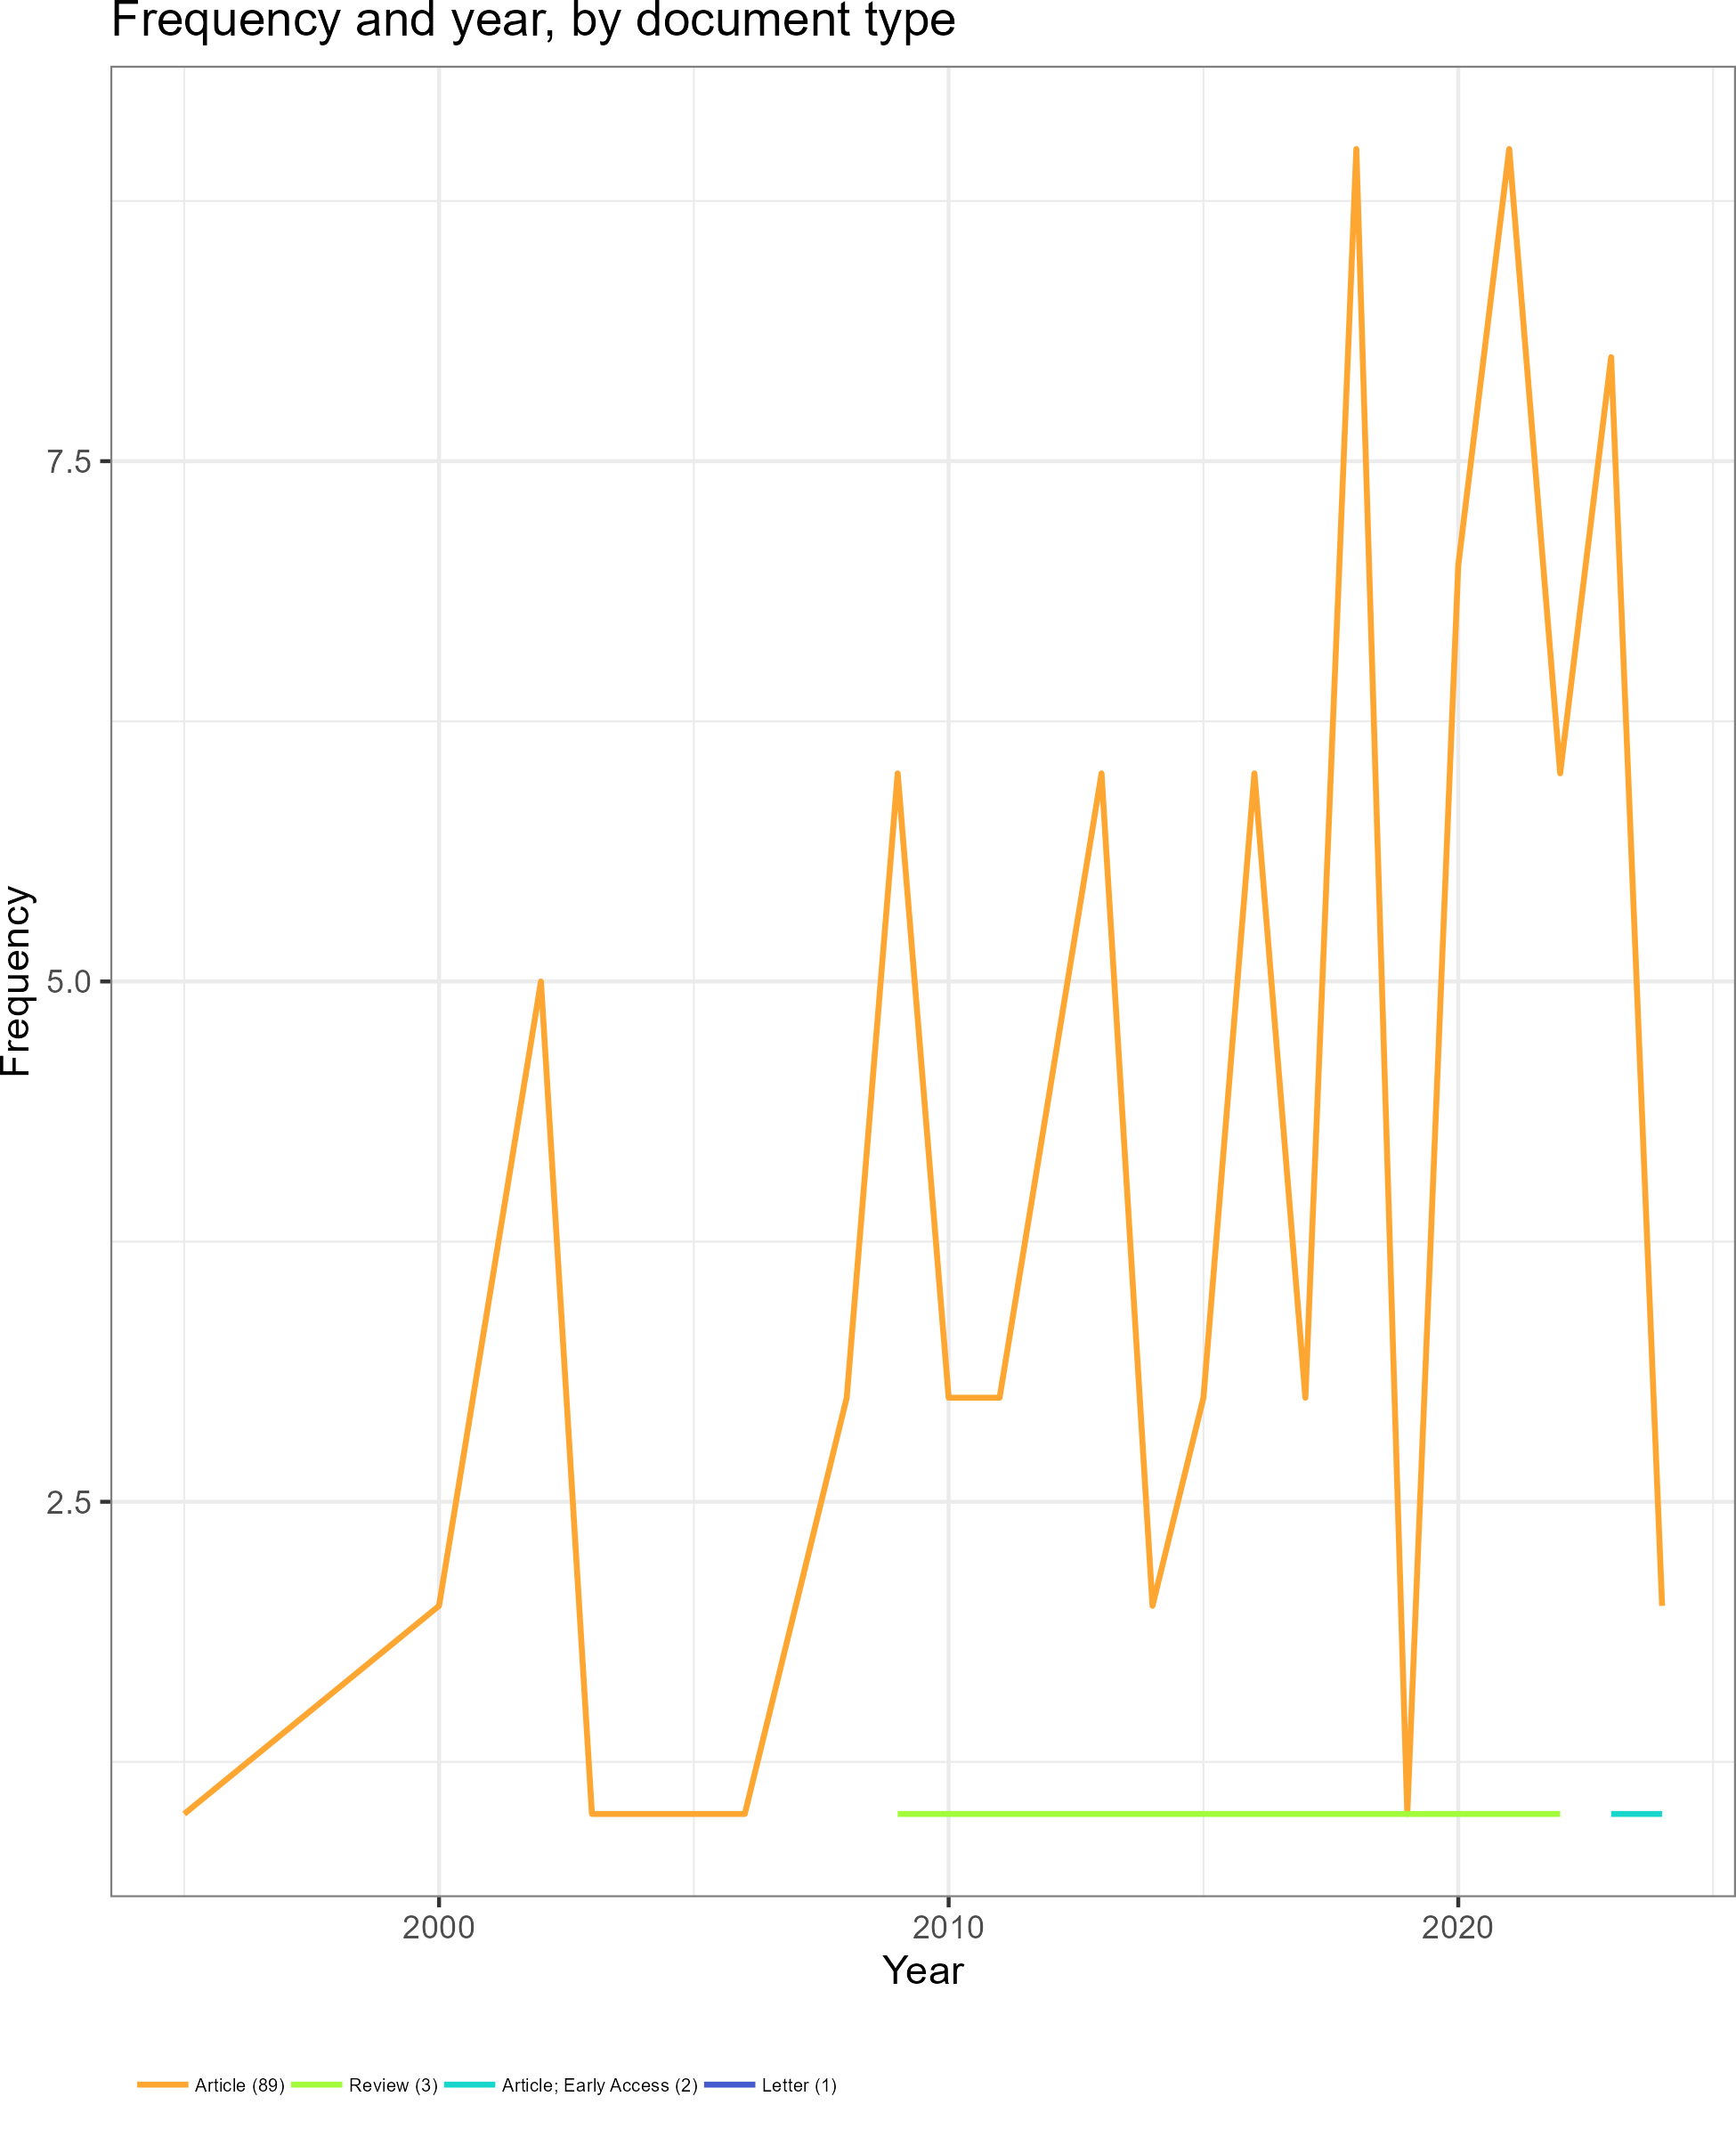 Frequency and year, by document type
Frequency
7.5
5.0
2.5
2000 2010 2020
Year
Article (89) Review (3) Article; Early Access (2) Letter (1)